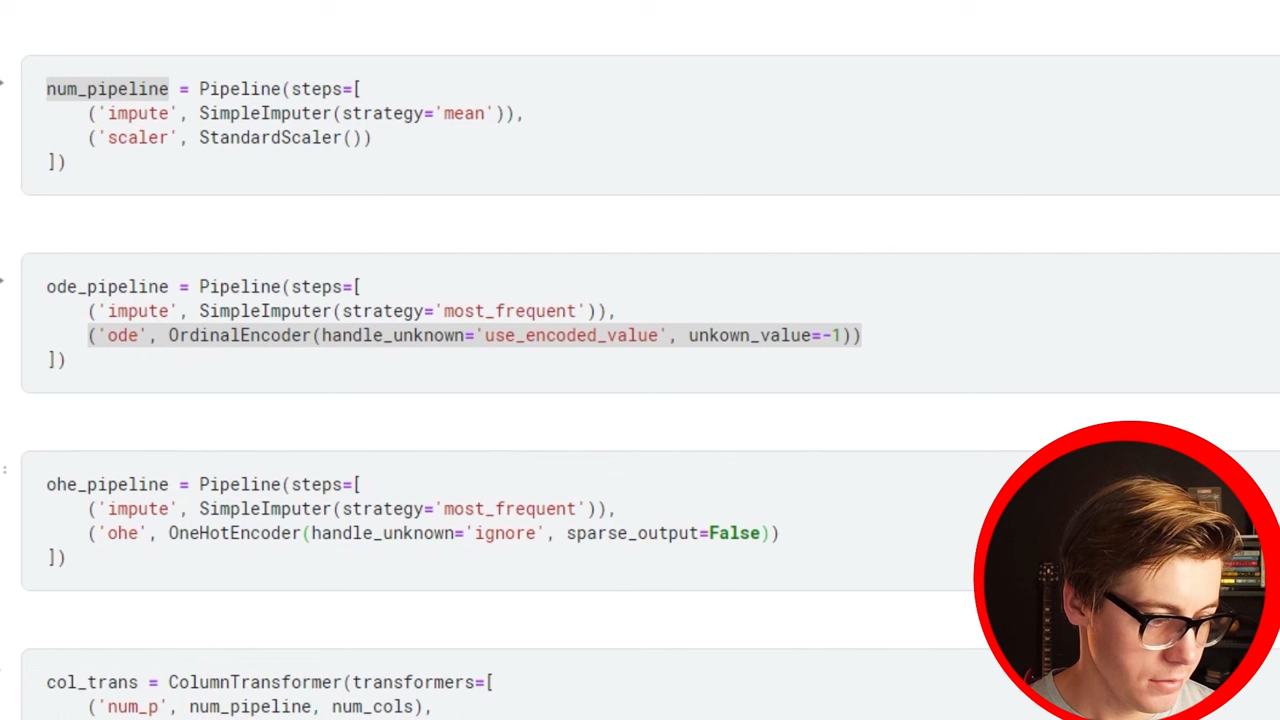 num_pipeline = Pipeline(steps=[
('impute', SimpleImputer(strategy='mean')),
('scaler', StandardScaler())
])
ode_pipeline = Pipeline(steps=[
('impute', SimpleImputer(strategy='most_frequent')),
('ode', OrdinalEncoder(handle_unknown='use_encoded_value', unkown_value=-1))
])
ohe_pipeline = Pipeline(steps=[
('impute', SimpleImputer(strategy='most_frequent')),
('ohe', OneHotEncoder(handle_unknown='ignore', sparse_output=False))
])
col_trans = ColumnTransformer(transformers=[
('num_p', num_pipeline, num_cols),